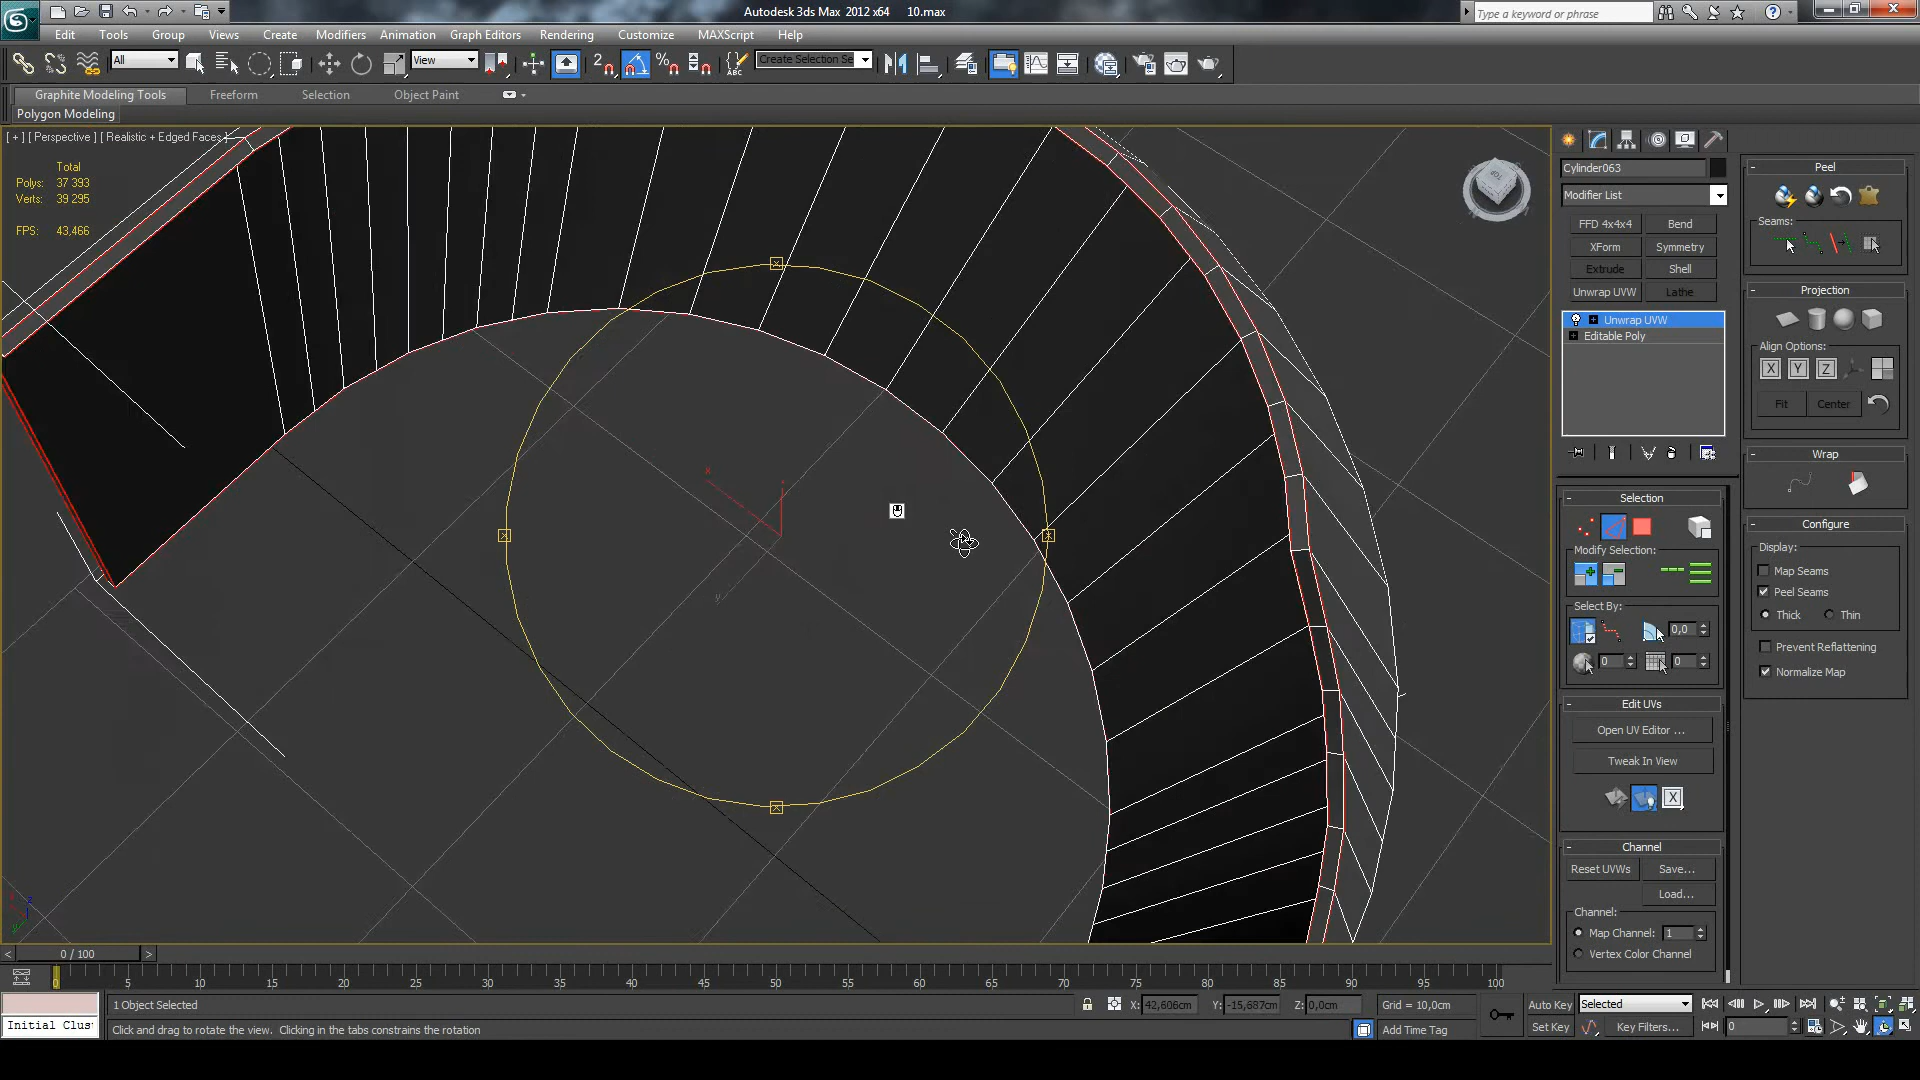 Autodesk 3ds Max 2012 x64 10.max
Type a keyword or phrase
Edit Tools Group Views Create Modifiers Animation Graph Editors Rendering Customize MAXScript Help
All View Create Selection Se
Graphite Modeling Tools Freeform Selection Object Paint
Polygon Modeling
[ + ] [ Perspective ] [ Realistic + Edged Faces ]
Total
Polys: 37 393
Verts: 39 295
FPS: 43,466
TOP
x
y
Cylinder063
Modifier List
FFD 4x4x4 Bend
XForm Symmetry
Extrude Shell
Unwrap UVW Lathe
Unwrap UVW
Editable Poly
Selection
Modify Selection:
Select By:
0,0
0 0
Edit UVs
Open UV Editor ...
Tweak In View
Channel
Reset UVWs Save...
Load...
Channel:
Map Channel: 1
Vertex Color Channel
Peel
Seams:
Projection
Align Options:
X Y Z
Fit Center
Wrap
Configure
Display:
Map Seams
Peel Seams
Thick Thin
Prevent Reflattening
Normalize Map
z
y
< 0 / 100 >
0 5 10 15 20 25 30 35 40 45 50 55 60 65 70 75 80 85 90 95 100
1 Object Selected X: 42,606cm Y: -15,687cm Z: 0,0cm Grid = 10,0cm Auto Key Selected
Initial Clus Click and drag to rotate the view. Clicking in the tabs constrains the rotation Add Time Tag Set Key Key Filters... 0